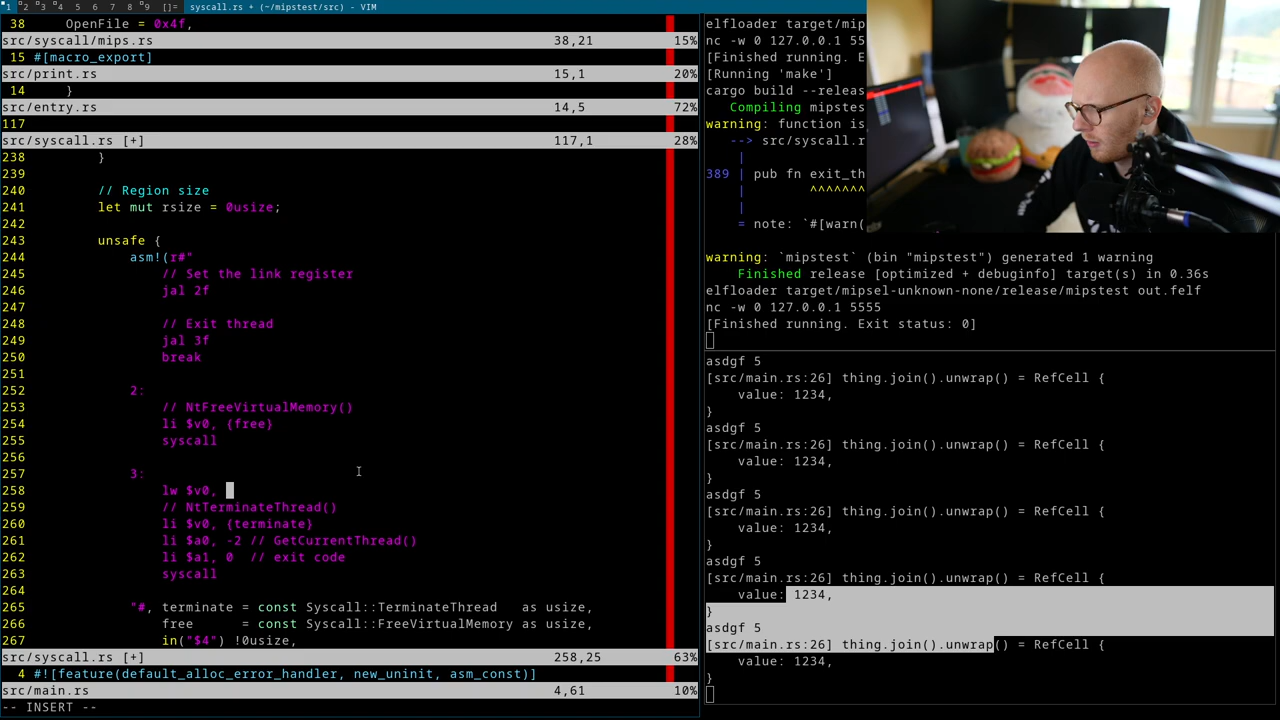 1 2 3 4 5 6 7 8 9 []= syscall.rs + (~/mipstest/src) - VIM
38 OpenFile = 0x4f,
src/syscall/mips.rs 38,21 15%
15 #[macro_export]
src/print.rs 15,1 20%
14 }
src/entry.rs 14,5 72%
117
src/syscall.rs [+] 117,1 28%
238 }
239
240 // Region size
241 let mut rsize = 0usize;
242
243 unsafe {
244 asm!(r#"
245 // Set the link register
246 jal 2f
247
248 // Exit thread
249 jal 3f
250 break
251
252 2:
253 // NtFreeVirtualMemory()
254 li $v0, {free}
255 syscall
256
257 3:
258 lw $v0,
259 // NtTerminateThread()
260 li $v0, {terminate}
261 li $a0, -2 // GetCurrentThread()
262 li $a1, 0 // exit code
263 syscall
264
265 "#, terminate = const Syscall::TerminateThread as usize,
266 free = const Syscall::FreeVirtualMemory as usize,
267 in("$4") !0usize,
src/syscall.rs [+] 258,25 63%
4 #![feature(default_alloc_error_handler, new_uninit, asm_const)]
src/main.rs 4,61 10%
-- INSERT --
elfloader target/mip
nc -w 0 127.0.0.1 55
[Finished running. E
[Running 'make']
cargo build --releas
Compiling mipstes
warning: function is
--> src/syscall.r
|
389 | pub fn exit_th
| ^^^^^^^
|
= note: `#[warn(
warning: `mipstest` (bin "mipstest") generated 1 warning
Finished release [optimized + debuginfo] target(s) in 0.36s
elfloader target/mipsel-unknown-none/release/mipstest out.felf
nc -w 0 127.0.0.1 5555
[Finished running. Exit status: 0]
asdgf 5
[src/main.rs:26] thing.join().unwrap() = RefCell {
value: 1234,
}
asdgf 5
[src/main.rs:26] thing.join().unwrap() = RefCell {
value: 1234,
}
asdgf 5
[src/main.rs:26] thing.join().unwrap() = RefCell {
value: 1234,
}
asdgf 5
[src/main.rs:26] thing.join().unwrap() = RefCell {
value: 1234,
}
asdgf 5
[src/main.rs:26] thing.join().unwrap() = RefCell {
value: 1234,
}